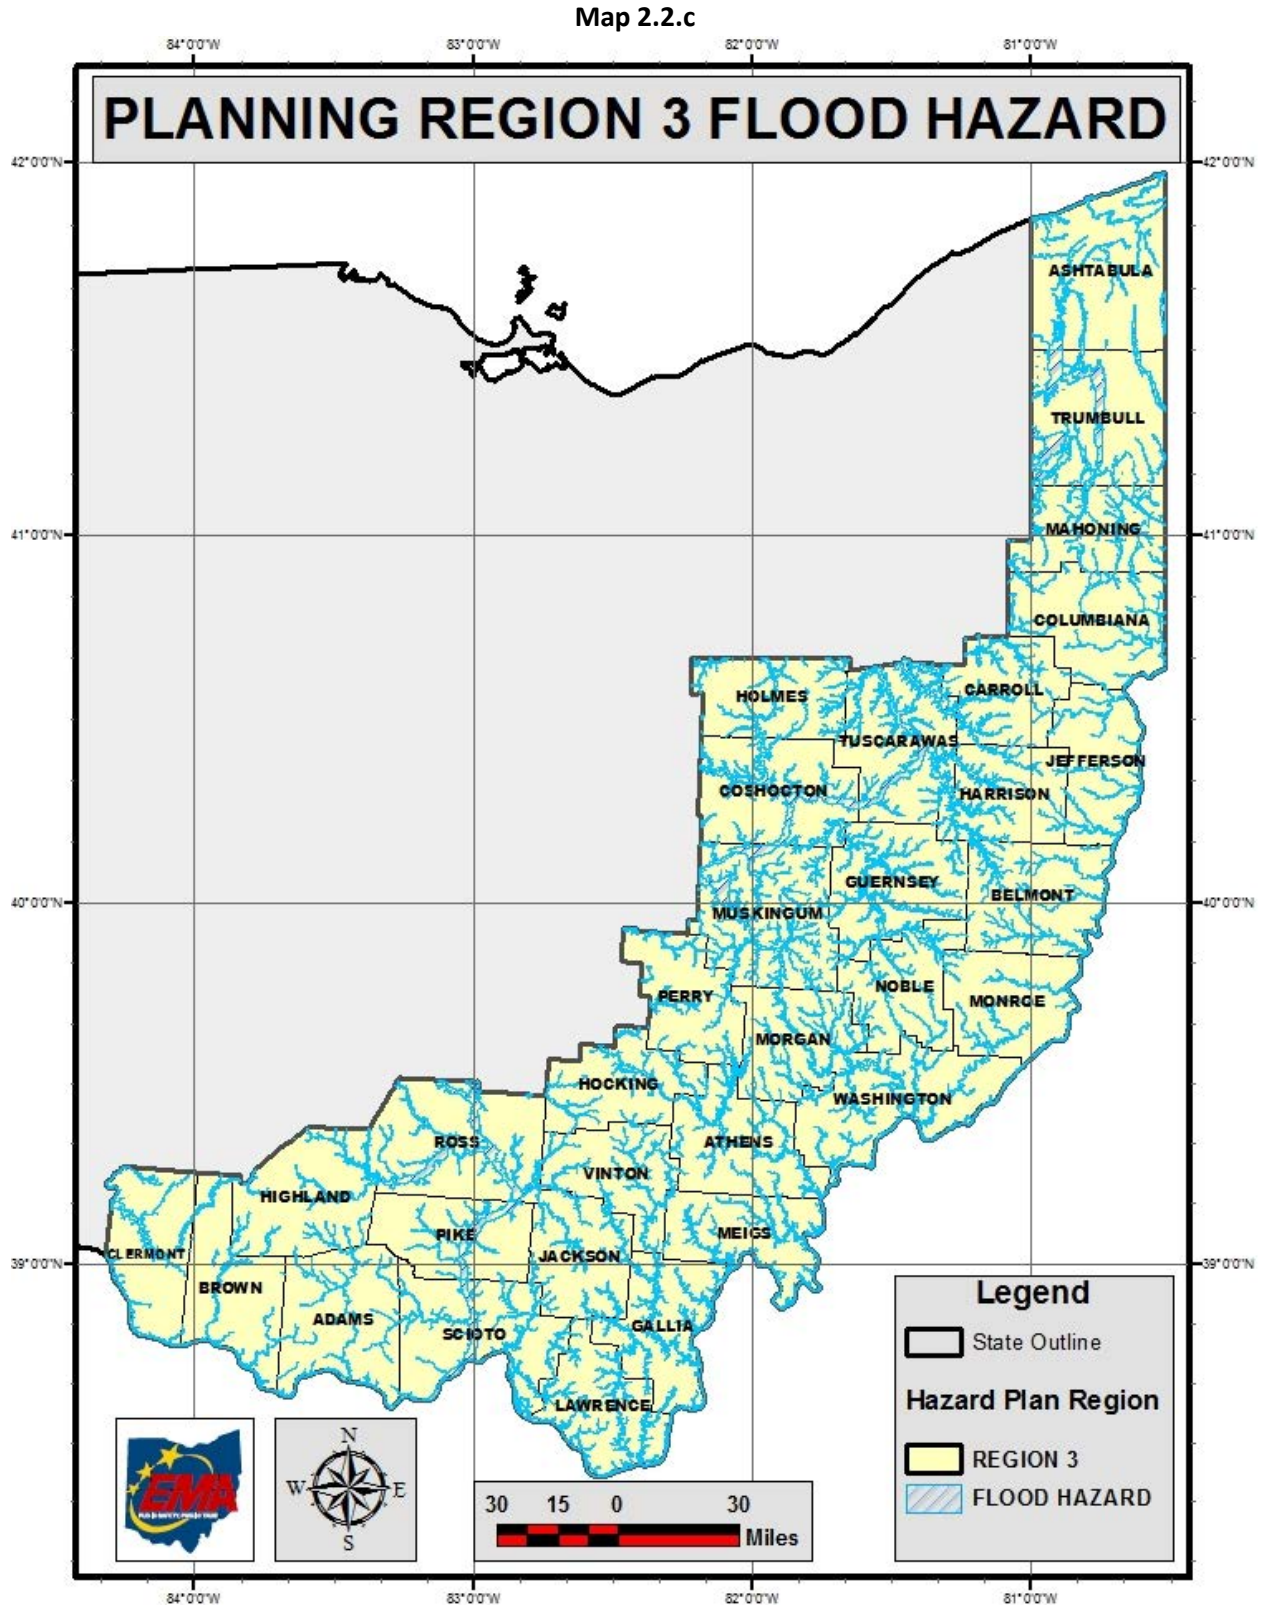 Map 2.2.c
84°0'0"W 83°0'0"W 82°0'0"W 81°0'0"W
PLANNING REGION 3 FLOOD HAZARD
42°0'0"N 42°0'0"N
ASHTABULA
TRUMBULL
41°0'0"N MAHONING 41°0'0"N
COLUMBIANA
HOLMES CARROLL
TUSCARAWAS
JEFFERSON
COSHOCTON HARRISON
GUERNSEY
BELMONT
40°0'0"N 40°0'0"N
MUSKINGUM
NOBLE
PERRY MONROE
MORGAN
HOCKING
WASHINGTON
ROSS ATHENS
VINTON
HIGHLAND
PIKE MEIGS
CLERMONT JACKSON
39°0'0"N 39°0'0"N
BROWN
ADAMS GALLIA
SCIOTO
LAWRENCE
Legend
State Outline
Hazard Plan Region
REGION 3
FLOOD HAZARD
EMA
N
W E
S
30 15 0 30
Miles
84°0'0"W 83°0'0"W 82°0'0"W 81°0'0"W